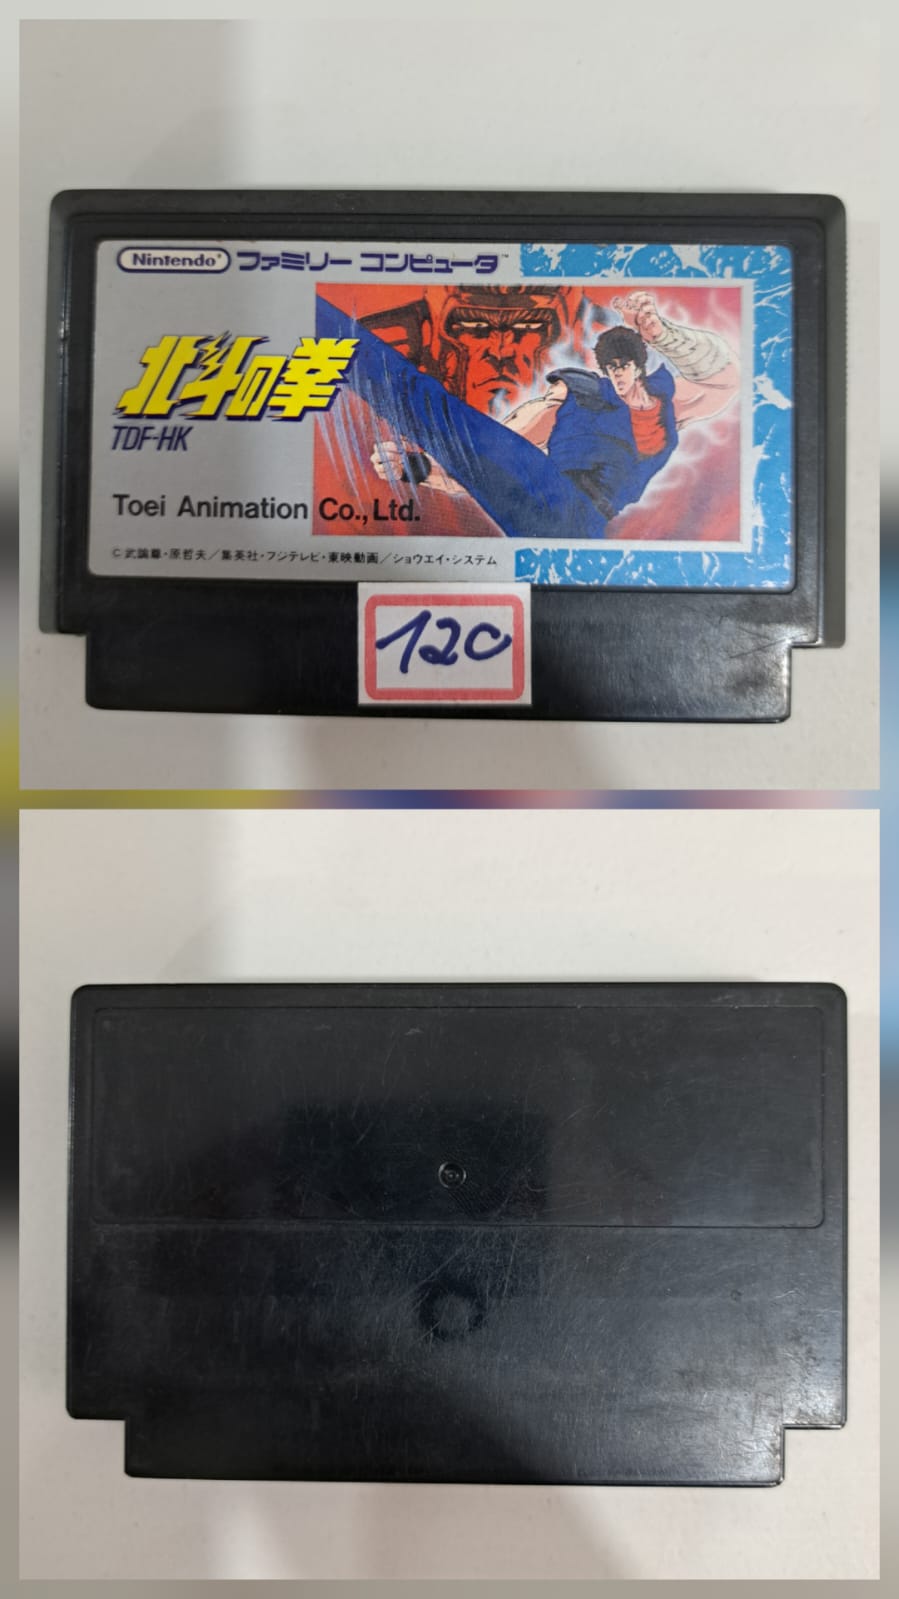 Nintendo® ファミリー コンピュータ™
北斗の拳
TDF-HK
Toei Animation Co., Ltd.
© 武論尊・原哲夫/集英社・フジテレビ・東映動画/ショウエイ・システム
120